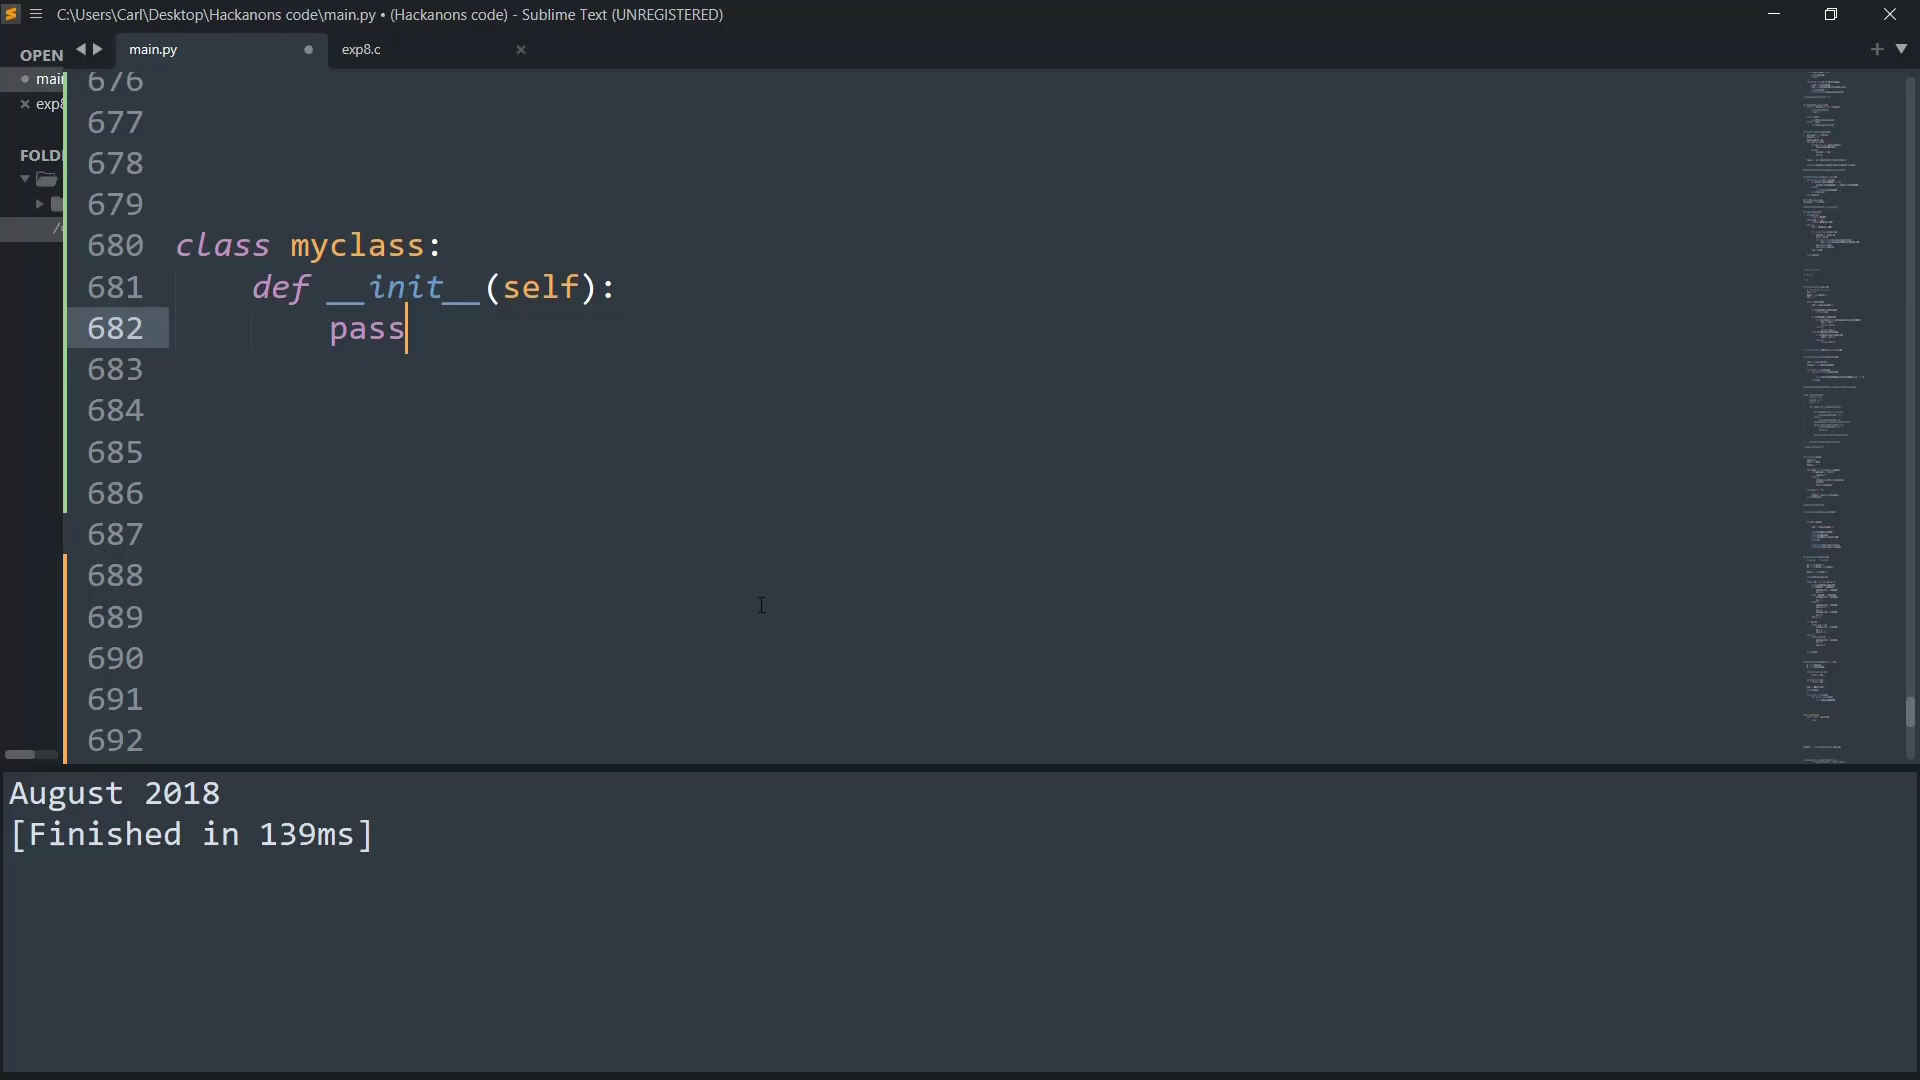 C:\Users\Carl\Desktop\Hackanons code\main.py • (Hackanons code) - Sublime Text (UNREGISTERED)
OPEN
main.py
exp8.c
mai
exp8
FOLD
676
677
678
679
680 class myclass:
681 def __init__(self):
682 pass
683
684
685
686
687
688
689
690
691
692
August 2018
[Finished in 139ms]